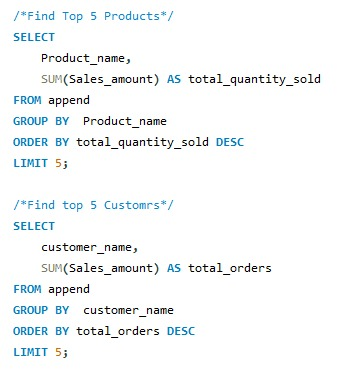 /*Find Top 5 Products*/
SELECT
    Product_name,
    SUM(Sales_amount) AS total_quantity_sold
FROM append
GROUP BY  Product_name
ORDER BY total_quantity_sold DESC
LIMIT 5;

/*Find top 5 Customrs*/
SELECT
    customer_name,
    SUM(Sales_amount) AS total_orders
FROM append
GROUP BY  customer_name
ORDER BY total_orders DESC
LIMIT 5;